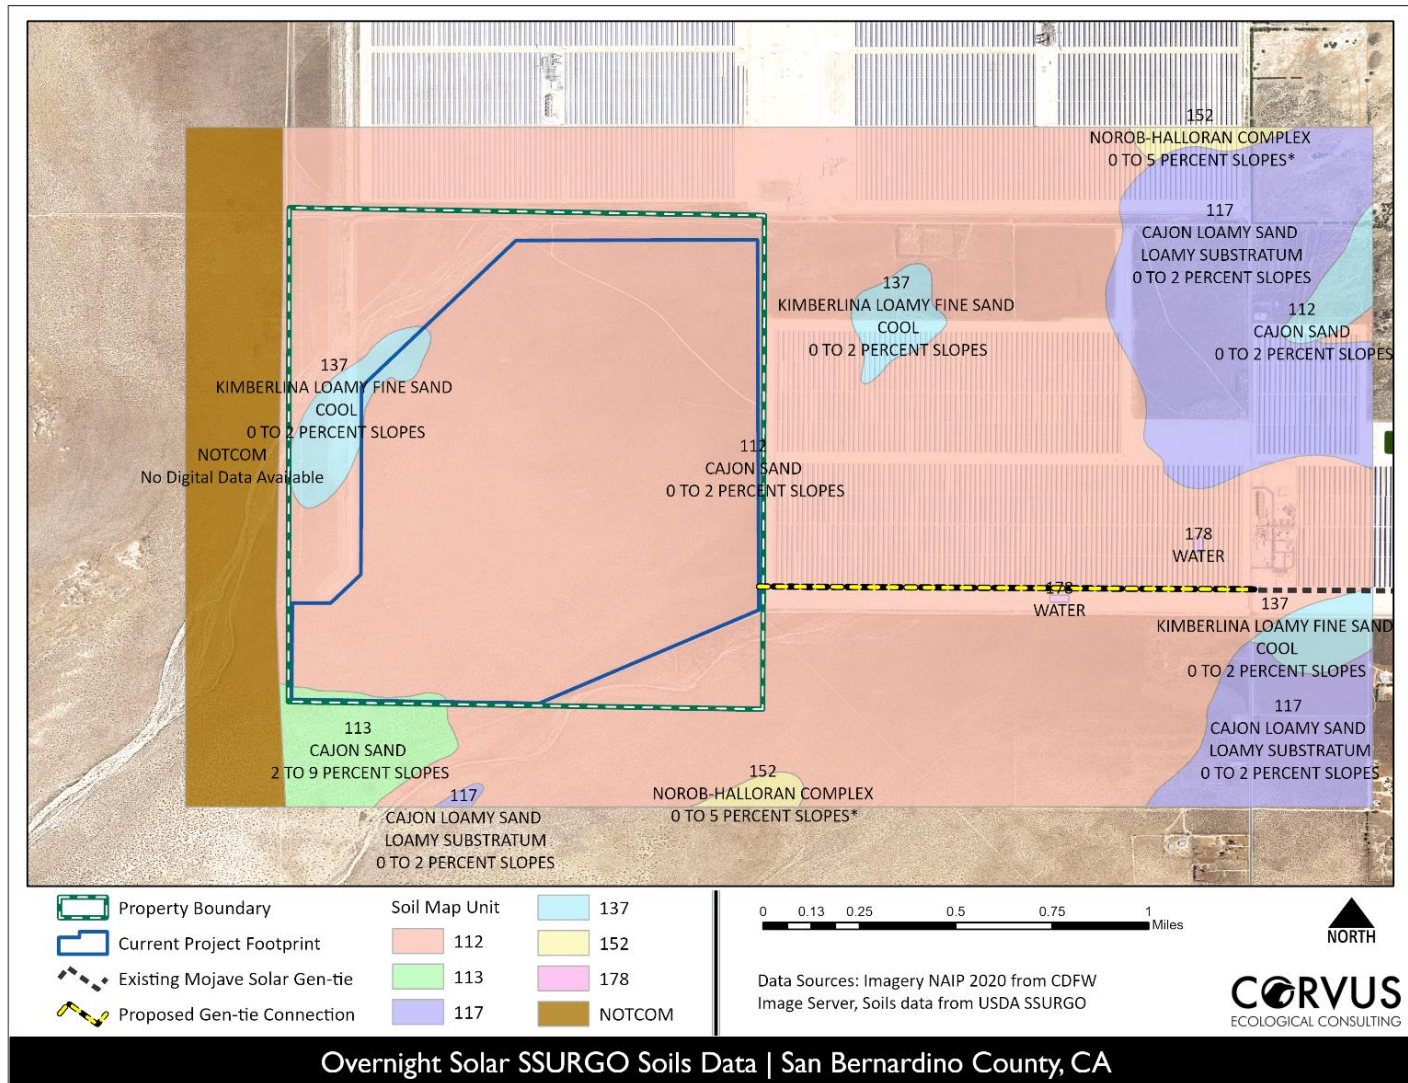 152
NOROB-HALLORAN COMPLEX
0 TO 5 PERCENT SLOPES*
117
CAJON LOAMY SAND
LOAMY SUBSTRATUM
0 TO 2 PERCENT SLOPES
137
KIMBERLINA LOAMY FINE SAND
COOL
0 TO 2 PERCENT SLOPES
112
CAJON SAND
0 TO 2 PERCENT SLOPES
137
KIMBERLINA LOAMY FINE SAND
COOL
0 TO 2 PERCENT SLOPES
NOTCOM
No Digital Data Available
112
CAJON SAND
0 TO 2 PERCENT SLOPES
178
WATER
178
WATER
137
KIMBERLINA LOAMY FINE SAND
COOL
0 TO 2 PERCENT SLOPES
117
CAJON LOAMY SAND
LOAMY SUBSTRATUM
0 TO 2 PERCENT SLOPES
113
CAJON SAND
2 TO 9 PERCENT SLOPES
117
CAJON LOAMY SAND
LOAMY SUBSTRATUM
0 TO 2 PERCENT SLOPES
152
NOROB-HALLORAN COMPLEX
0 TO 5 PERCENT SLOPES*
Property Boundary
Current Project Footprint
Existing Mojave Solar Gen-tie
Proposed Gen-tie Connection
Soil Map Unit
112
113
117
137
152
178
NOTCOM
0 0.13 0.25 0.5 0.75 1
Miles
Data Sources: Imagery NAIP 2020 from CDFW
Image Server, Soils data from USDA SSURGO
NORTH
CORVUS
ECOLOGICAL CONSULTING
Overnight Solar SSURGO Soils Data | San Bernardino County, CA